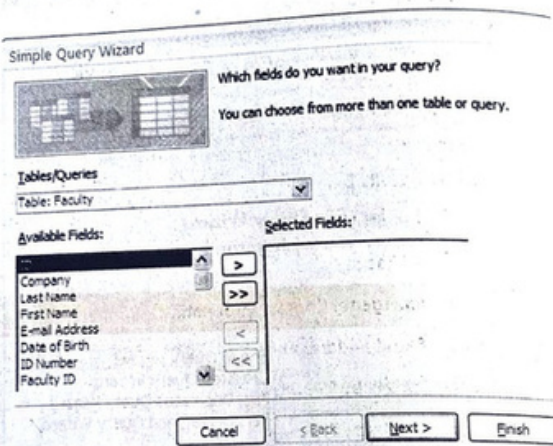 Simple Query Wizard
Which fields do you want in your query?
You can choose from more than one table or query.
Tables/Queries
Table: Faculty
Available Fields:
Selected Fields:
ID
Company
Last Name
First Name
E-mail Address
Date of Birth
ID Number
Faculty ID
>
>>
<
<<
Cancel
< Back
Next >
Finish